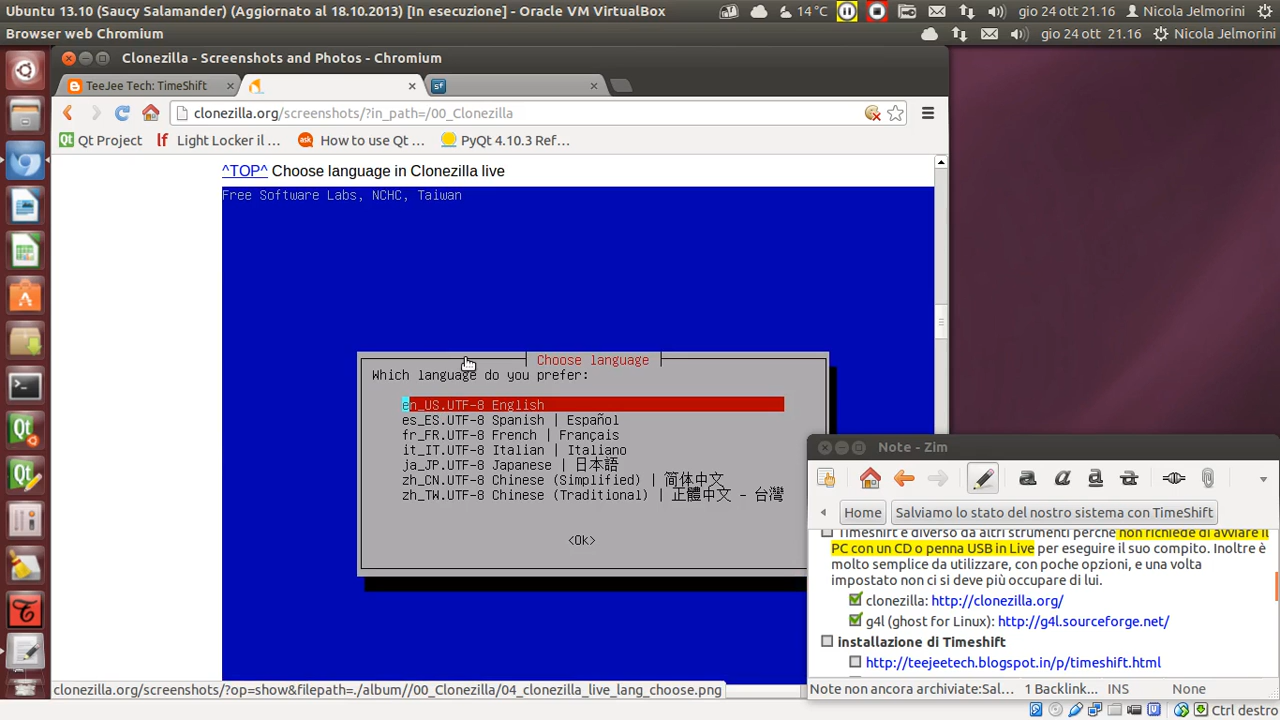 Ubuntu 13.10 (Saucy Salamander) (Aggiornato al 18.10.2013) [In esecuzione] - Oracle VM VirtualBox
14 °C
gio 24 ott 21.16
Nicola Jelmorini
Browser web Chromium
gio 24 ott 21.16
Nicola Jelmorini
Clonezilla - Screenshots and Photos - Chromium
TeeJee Tech: TimeShift
sf
clonezilla.org/screenshots/?in_path=/00_Clonezilla
Qt Project
Light Locker il ...
ask
How to use Qt ...
PyQt 4.10.3 Ref...
^TOP^ Choose language in Clonezilla live
Free Software Labs, NCHC, Taiwan
Choose language
Which language do you prefer:
en_US.UTF-8 English
es_ES.UTF-8 Spanish | Español
fr_FR.UTF-8 French | Français
it_IT.UTF-8 Italian | Italiano
ja_JP.UTF-8 Japanese | 日本語
zh_CN.UTF-8 Chinese (Simplified) | 简体中文
zh_TW.UTF-8 Chinese (Traditional) | 正體中文 - 台灣
<Ok>
Note - Zim
Home
Salviamo lo stato del nostro sistema con TimeShift
Timeshift è diverso da altri strumenti perché non richiede di avviare il
PC con un CD o penna USB in Live per eseguire il suo compito. Inoltre è
molto semplice da utilizzare, con poche opzioni, e una volta
impostato non ci si deve più occupare di lui.
clonezilla: http://clonezilla.org/
g4l (ghost for Linux): http://g4l.sourceforge.net/
installazione di Timeshift
http://teejeetech.blogspot.in/p/timeshift.html
Note non ancora archiviate:Sal...
1 Backlink...
INS
None
clonezilla.org/screenshots/?op=show&filepath=./album//00_Clonezilla/04_clonezilla_live_lang_choose.png
Ctrl destro